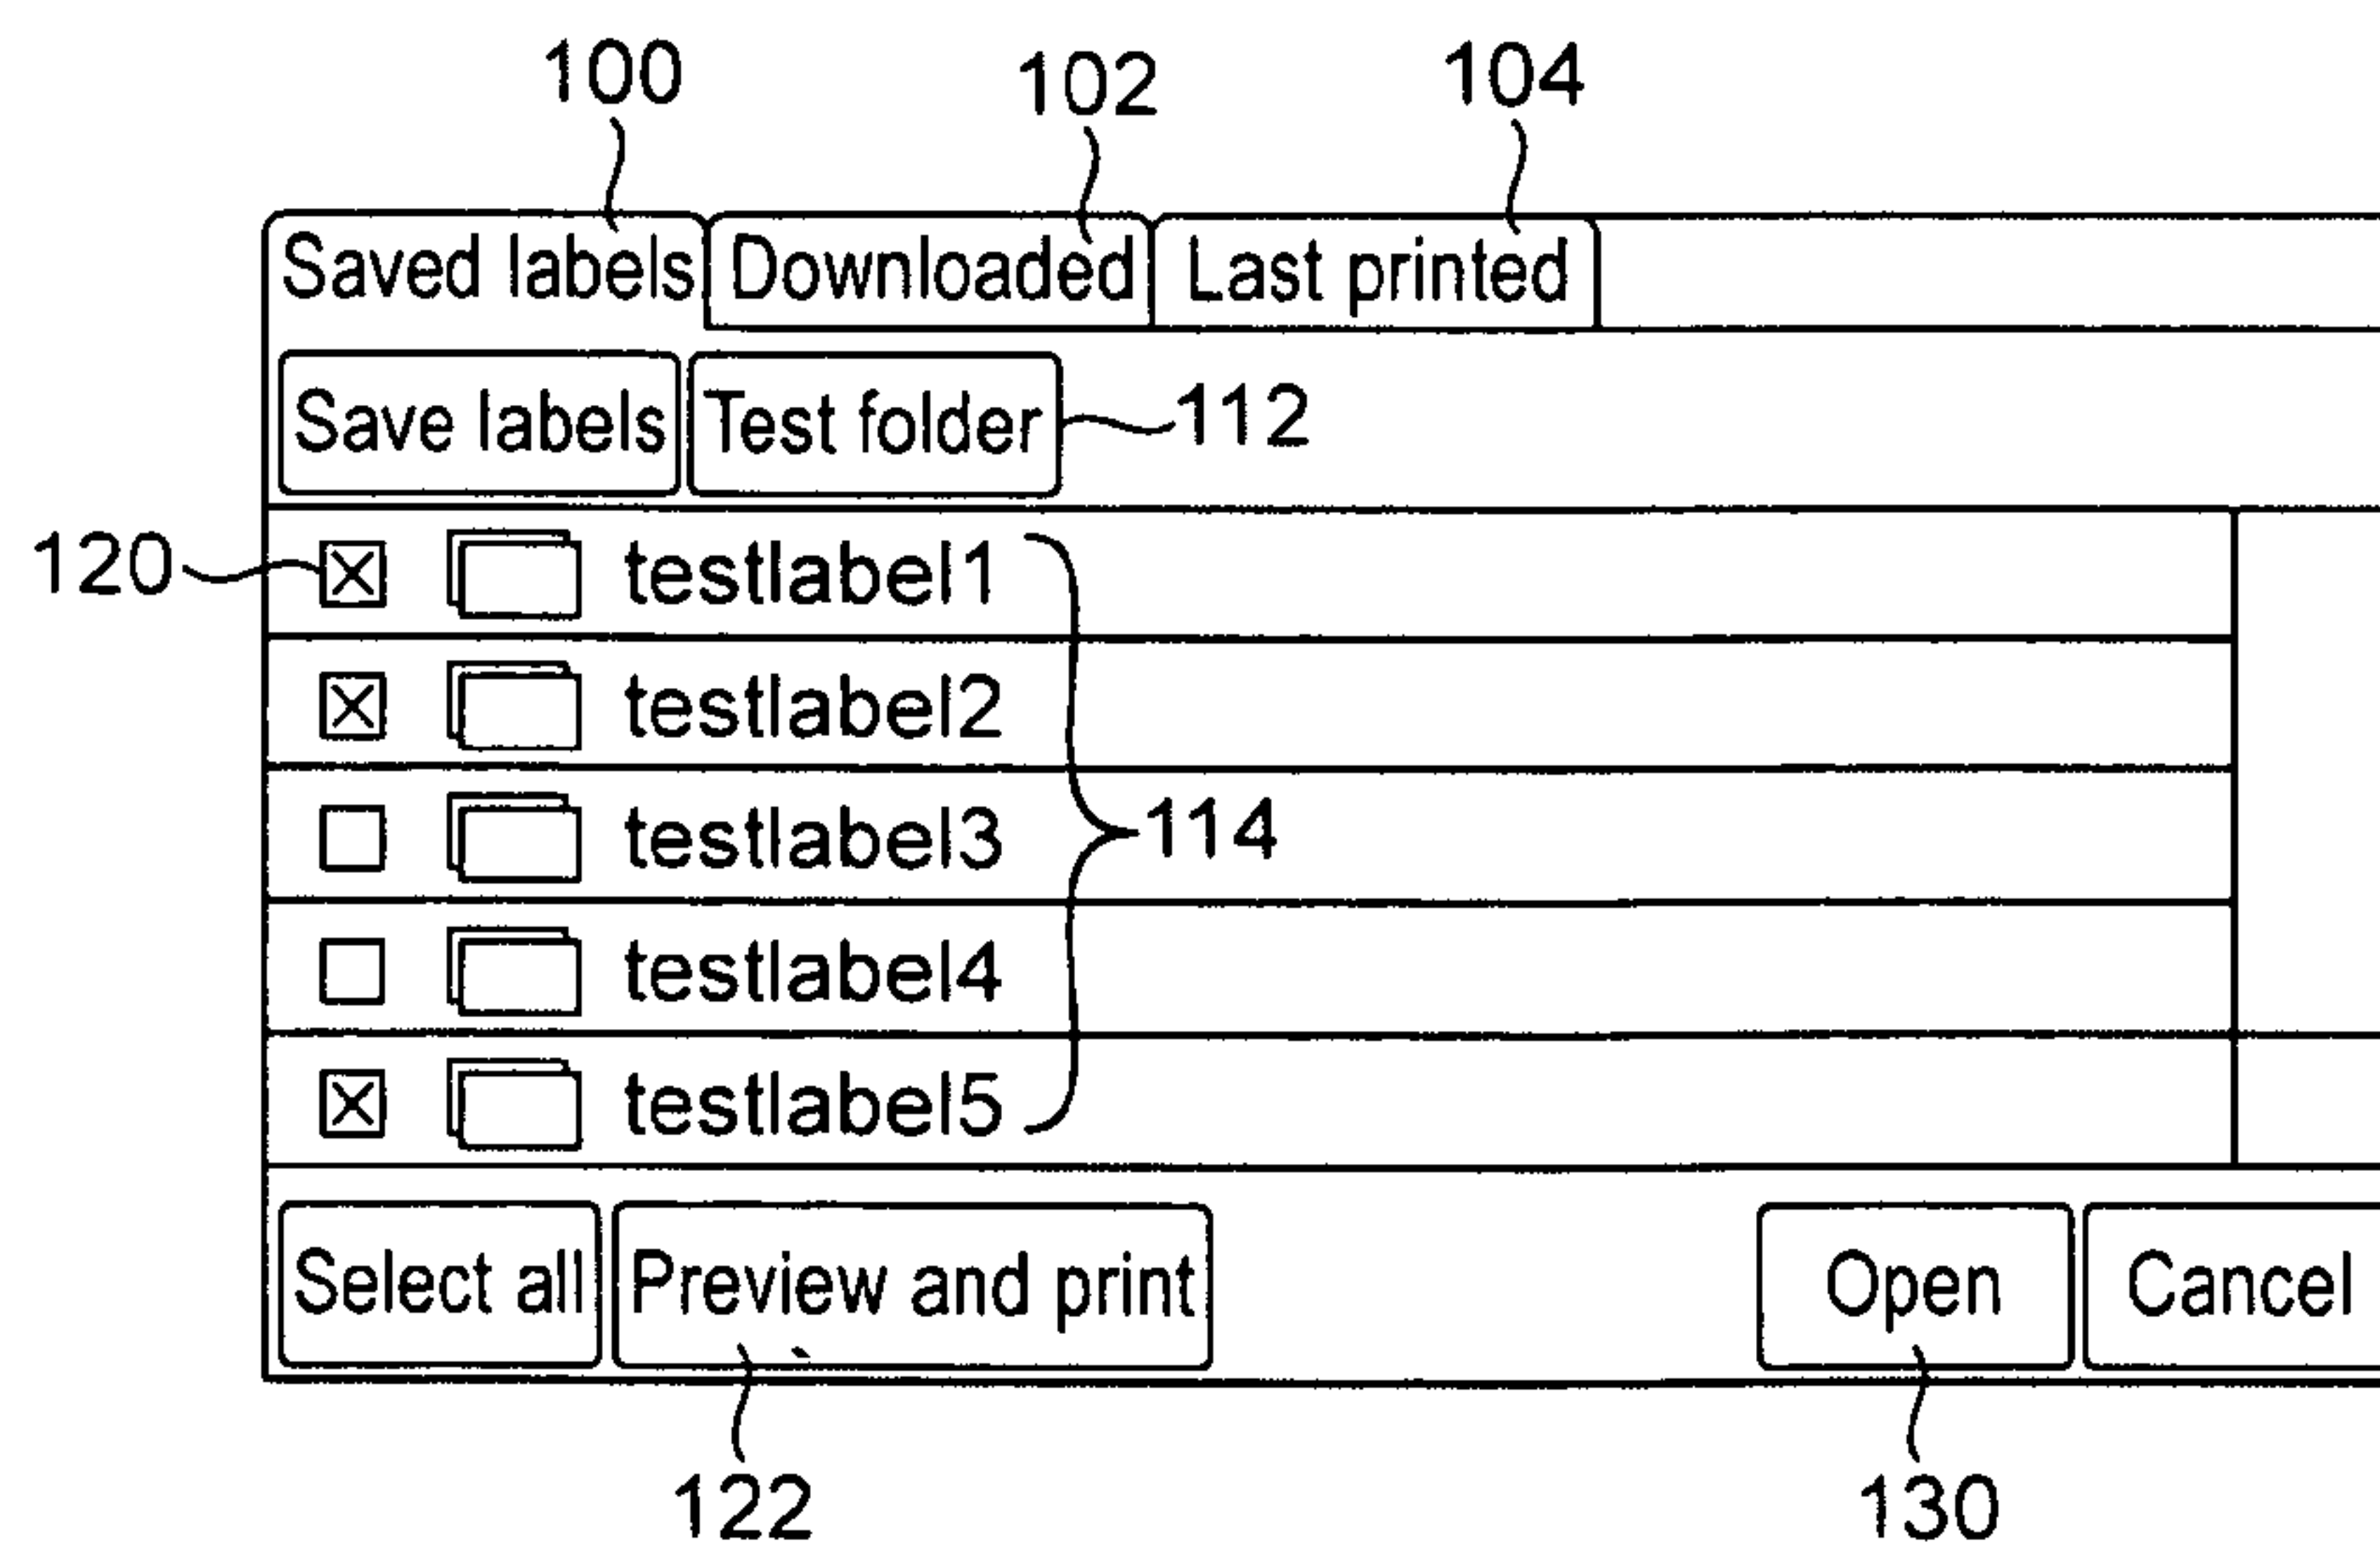 100 102 104
Saved labels Downloaded Last printed
Save labels Test folder 112
120 testlabel1
testlabel2
testlabel3 114
testlabel4
testlabel5
Select all Preview and print Open Cancel
122 130